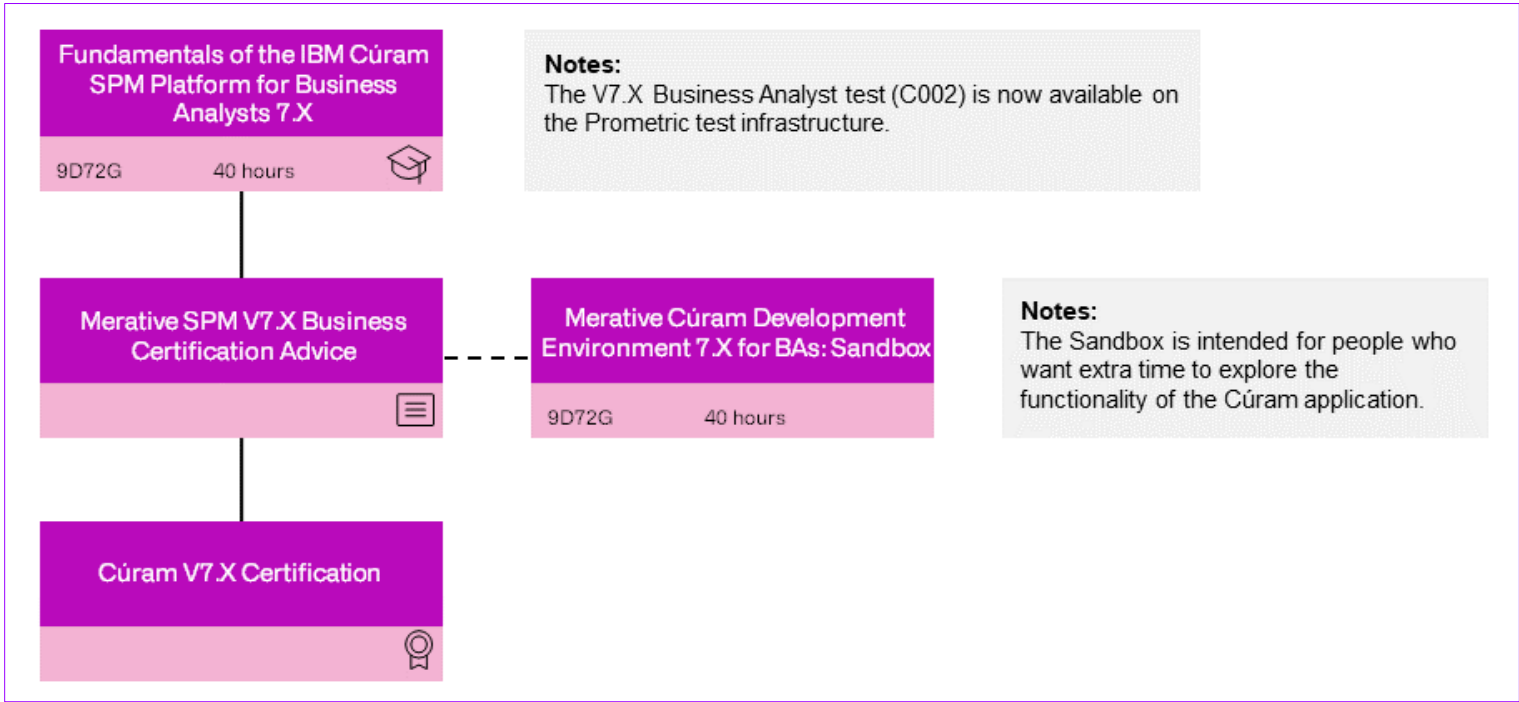 Fundamentals of the IBM Cúram
SPM Platform for Business
Analysts 7.X
9D72G 40 hours
Notes:
The V7.X Business Analyst test (C002) is now available on
the Prometric test infrastructure.
Merative SPM V7.X Business
Certification Advice
Merative Cúram Development
Environment 7.X for BAs: Sandbox
9D72G 40 hours
Notes:
The Sandbox is intended for people who
want extra time to explore the
functionality of the Cúram application.
Cúram V7.X Certification